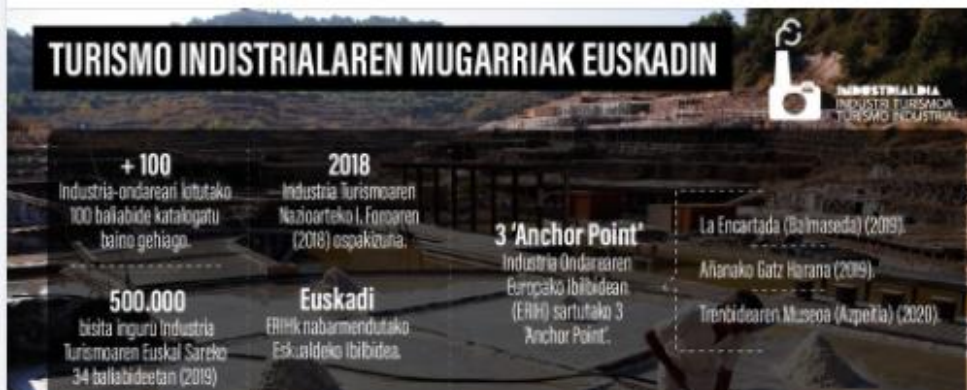 TURISMO INDISTRIALAREN MUGARRIAK EUSKADIN
INDUSTRIALDIA
INDUSTRI TURISMOA
TURISMO INDUSTRIAL
+ 100
Industria-ondareari lotutako
100 baliabide katalogatu
baino gehiago.
500.000
bisita inguru Industria
Turismoaren Euskal Sareko
34 baliabideetan (2019)
2018
Industria Turismoaren
Nazioarteko I. Foroaren
(2018) ospakizuna.
Euskadi
ERIHk nabarmendutako
Eskualdeko Ibilbidea.
3 'Anchor Point'
Industria Ondarearen
Europako Ibilbidean
(ERIH) sartutako 3
'Anchor Point'.
La Encartada (Balmaseda) (2019).
Añanako Gatz Harana (2019).
Trenbidearen Museoa (Azpeitia) (2020).